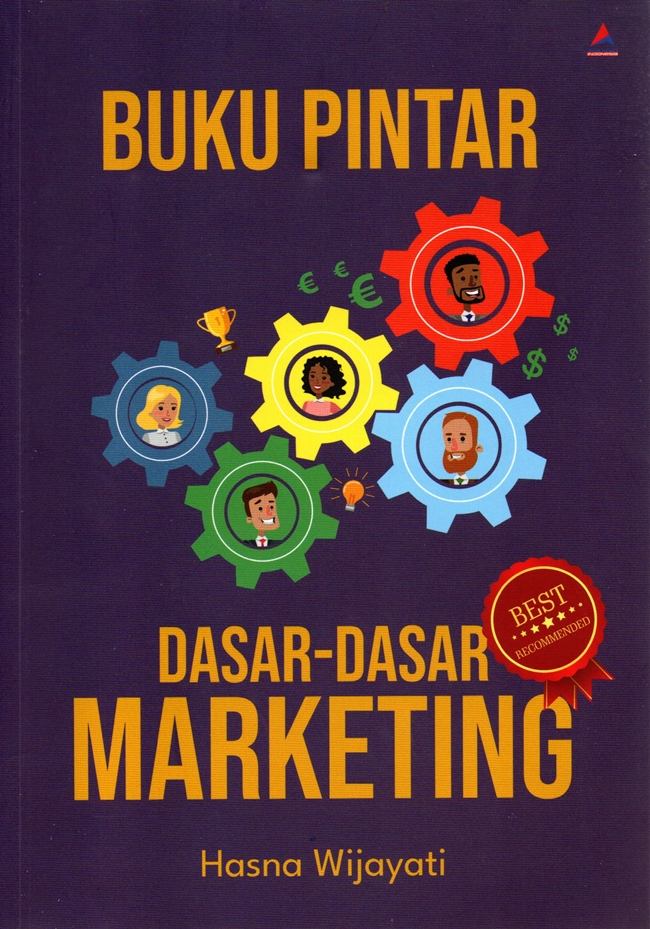 BUKU PINTAR
€ € €
$ $ $
BEST
RECOMMENDED
DASAR-DASAR
MARKETING
Hasna Wijayati